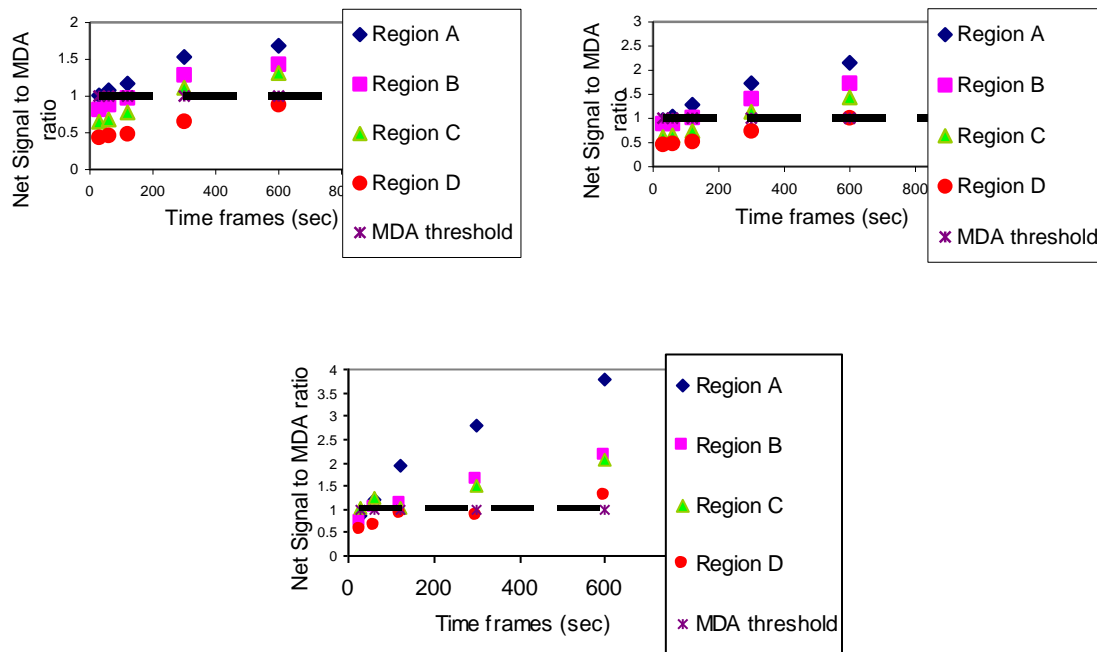 Net Signal to MDA
ratio
2
1.5
1
0.5
0
0 200 400 600 800
Time frames (sec)
Region A
Region B
Region C
Region D
MDA threshold
Net Signal to MDA
ratio
3
2.5
2
1.5
1
0.5
0
0 200 400 600 800
Time frames (sec)
Region A
Region B
Region C
Region D
MDA threshold
Net Signal to MDA ratio
4
3.5
3
2.5
2
1.5
1
0.5
0
0 200 400 600
Time frames (sec)
Region A
Region B
Region C
Region D
MDA threshold